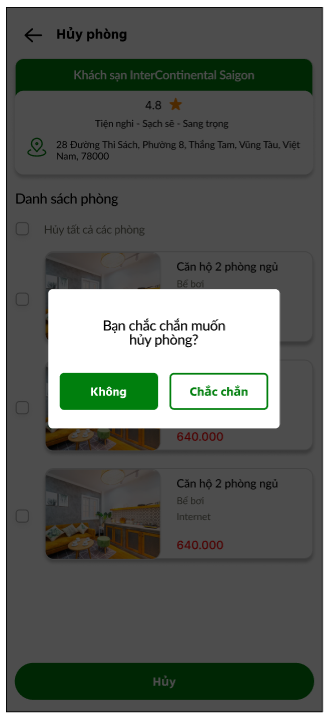 Hủy phòng
Khách sạn InterContinental Saigon
4.8
Tiện nghi - Sạch sẽ - Sang trọng
28 Đường Thi Sách, Phường 8, Thắng Tam, Vũng Tàu, Việt
Nam, 78000
Danh sách phòng
Hủy tất cả các phòng
Căn hộ 2 phòng ngủ
Bể bơi
Bạn chắc chắn muốn
hủy phòng?
Không
Chắc chắn
640.000
Căn hộ 2 phòng ngủ
Bể bơi
Internet
640.000
Hủy